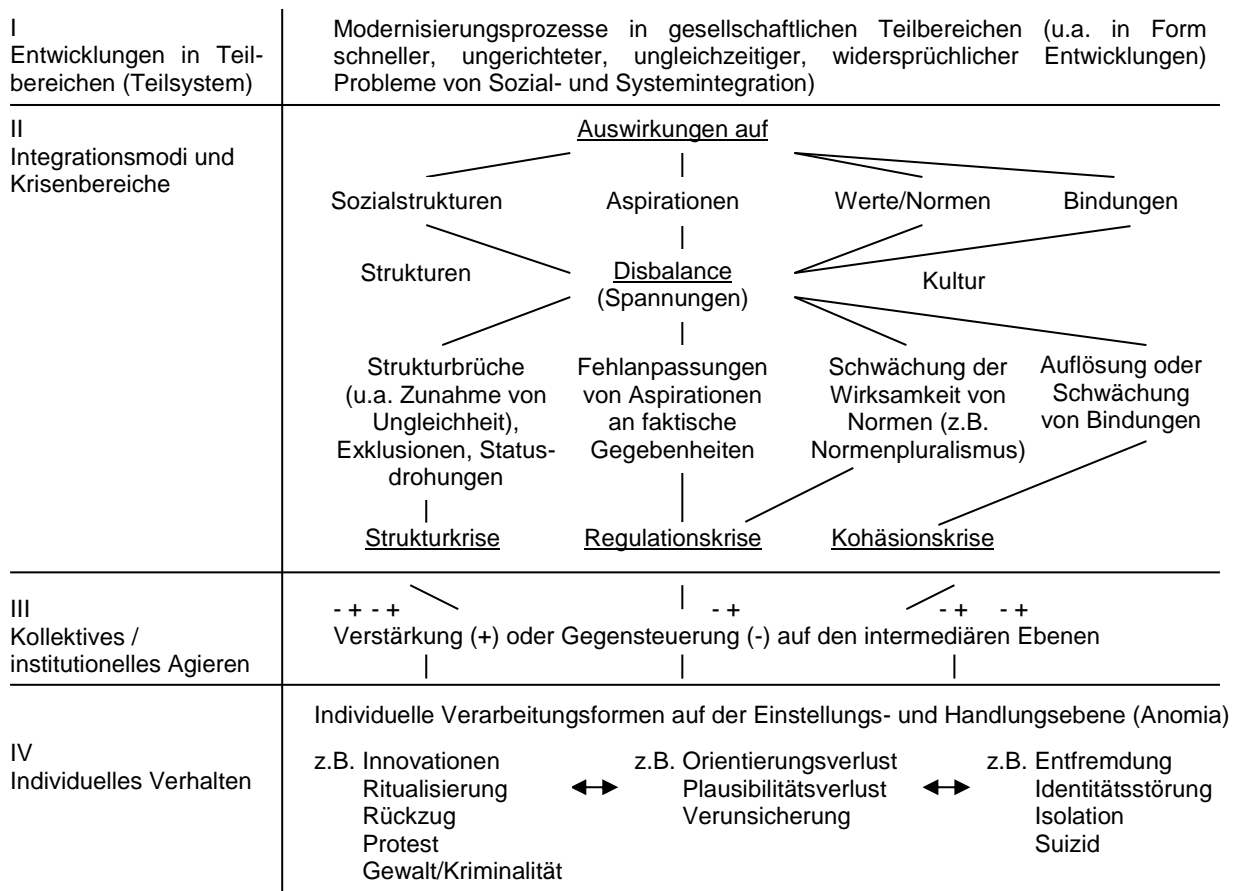 I
Entwicklungen in Teil-
bereichen (Teilsystem)
Modernisierungsprozesse in gesellschaftlichen Teilbereichen (u.a. in Form
schneller, ungerichteter, ungleichzeitiger, widersprüchlicher Entwicklungen)
Probleme von Sozial- und Systemintegration)
II
Integrationsmodi und
Krisenbereiche
Auswirkungen auf
Sozialstrukturen Aspirationen Werte/Normen Bindungen
Strukturen Disbalance Kultur
(Spannungen)
Strukturbrüche
(u.a. Zunahme von
Ungleichheit),
Exklusionen, Status-
drohungen
Fehlanpassungen
von Aspirationen
an faktische
Gegebenheiten
Schwächung der
Wirksamkeit von
Normen (z.B.
Normenpluralismus)
Auflösung oder
Schwächung
von Bindungen
Strukturkrise Regulationskrise Kohäsionskrise
III
Kollektives /
institutionelles Agieren
- + - + - + - + - +
Verstärkung (+) oder Gegensteuerung (-) auf den intermediären Ebenen
IV
Individuelles Verhalten
Individuelle Verarbeitungsformen auf der Einstellungs- und Handlungsebene (Anomia)
z.B. Innovationen
Ritualisierung
Rückzug
Protest
Gewalt/Kriminalität
z.B. Orientierungsverlust
Plausibilitätsverlust
Verunsicherung
z.B. Entfremdung
Identitätsstörung
Isolation
Suizid